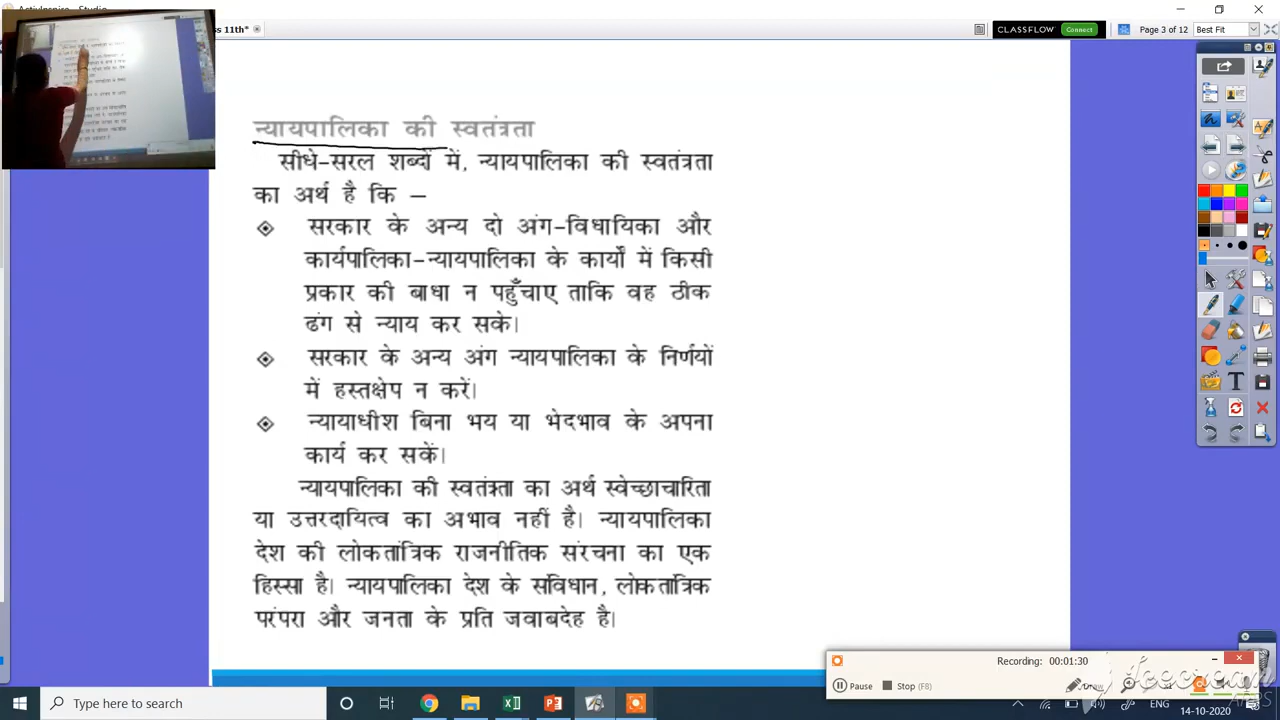 ss 11th*
CLASSFLOW Connect
Page 3 of 12
Best Fit
न्यायपालिका की स्वतंत्रता
सीधे-सरल शब्दों में, न्यायपालिका की स्वतंत्रता
का अर्थ है कि —
सरकार के अन्य दो अंग-विधायिका और
कार्यपालिका-न्यायपालिका के कार्यों में किसी
प्रकार की बाधा न पहुँचाए ताकि वह ठीक
ढंग से न्याय कर सके।
सरकार के अन्य अंग न्यायपालिका के निर्णयों
में हस्तक्षेप न करें।
न्यायाधीश बिना भय या भेदभाव के अपना
कार्य कर सकें।
न्यायपालिका की स्वतंत्रता का अर्थ स्वेच्छाचारिता
या उत्तरदायित्व का अभाव नहीं है। न्यायपालिका
देश की लोकतांत्रिक राजनीतिक संरचना का एक
हिस्सा है। न्यायपालिका देश के संविधान, लोकतांत्रिक
परंपरा और जनता के प्रति जवाबदेह है।
Recording: 00:01:30
Pause Stop (F8) Draw
Type here to search
ENG
14-10-2020